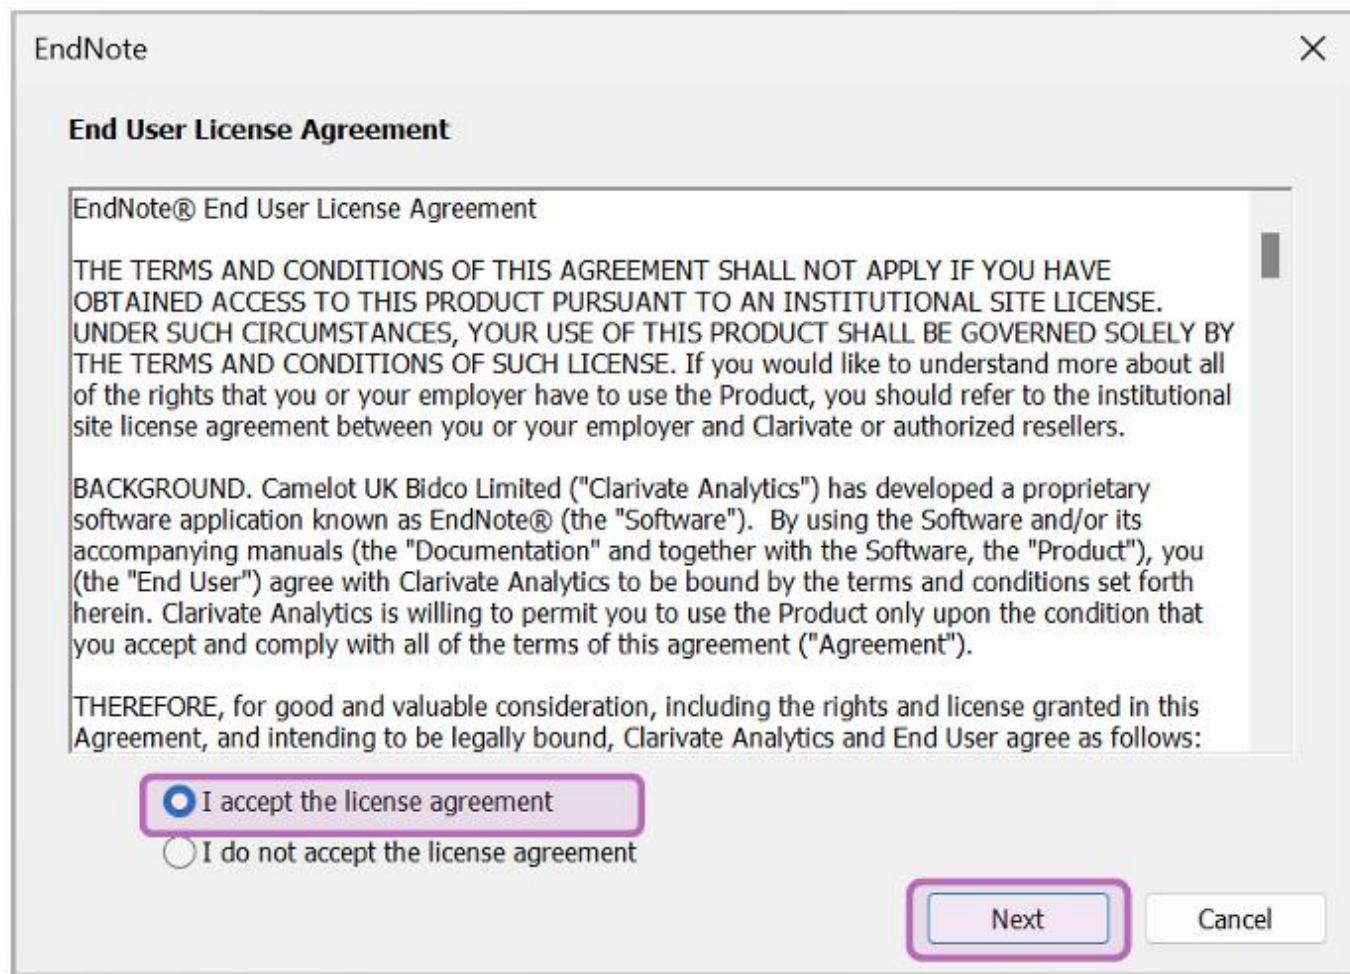 EndNote
End User License Agreement
EndNote® End User License Agreement
THE TERMS AND CONDITIONS OF THIS AGREEMENT SHALL NOT APPLY IF YOU HAVE
OBTAINED ACCESS TO THIS PRODUCT PURSUANT TO AN INSTITUTIONAL SITE LICENSE.
UNDER SUCH CIRCUMSTANCES, YOUR USE OF THIS PRODUCT SHALL BE GOVERNED SOLELY BY
THE TERMS AND CONDITIONS OF SUCH LICENSE. If you would like to understand more about all
of the rights that you or your employer have to use the Product, you should refer to the institutional
site license agreement between you or your employer and Clarivate or authorized resellers.
BACKGROUND. Camelot UK Bidco Limited ("Clarivate Analytics") has developed a proprietary
software application known as EndNote® (the "Software").  By using the Software and/or its
accompanying manuals (the "Documentation" and together with the Software, the "Product"), you
(the "End User") agree with Clarivate Analytics to be bound by the terms and conditions set forth
herein. Clarivate Analytics is willing to permit you to use the Product only upon the condition that
you accept and comply with all of the terms of this agreement ("Agreement").
THEREFORE, for good and valuable consideration, including the rights and license granted in this
Agreement, and intending to be legally bound, Clarivate Analytics and End User agree as follows:
I accept the license agreement
I do not accept the license agreement
Next Cancel